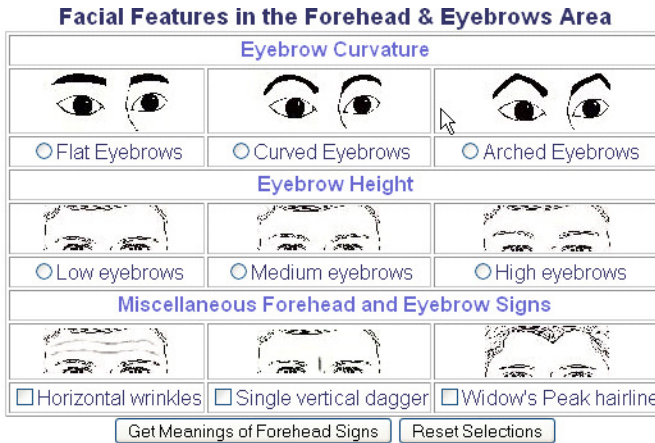 Facial Features in the Forehead & Eyebrows Area
Eyebrow Curvature
Flat Eyebrows Curved Eyebrows Arched Eyebrows
Eyebrow Height
Low eyebrows Medium eyebrows High eyebrows
Miscellaneous Forehead and Eyebrow Signs
Horizontal wrinkles Single vertical dagger Widow's Peak hairline
Get Meanings of Forehead Signs Reset Selections